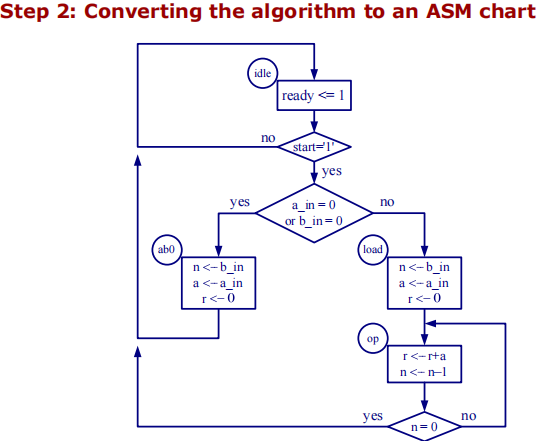 Step 2: Converting the algorithm to an ASM chart
idle
ready <= 1
no
start='1'
yes
yes
a_in = 0
or b_in = 0
no
ab0
n <– b_in
a <– a_in
r <– 0
load
n <– b_in
a <– a_in
r <– 0
op
r <– r+a
n <– n–1
yes
n = 0
no